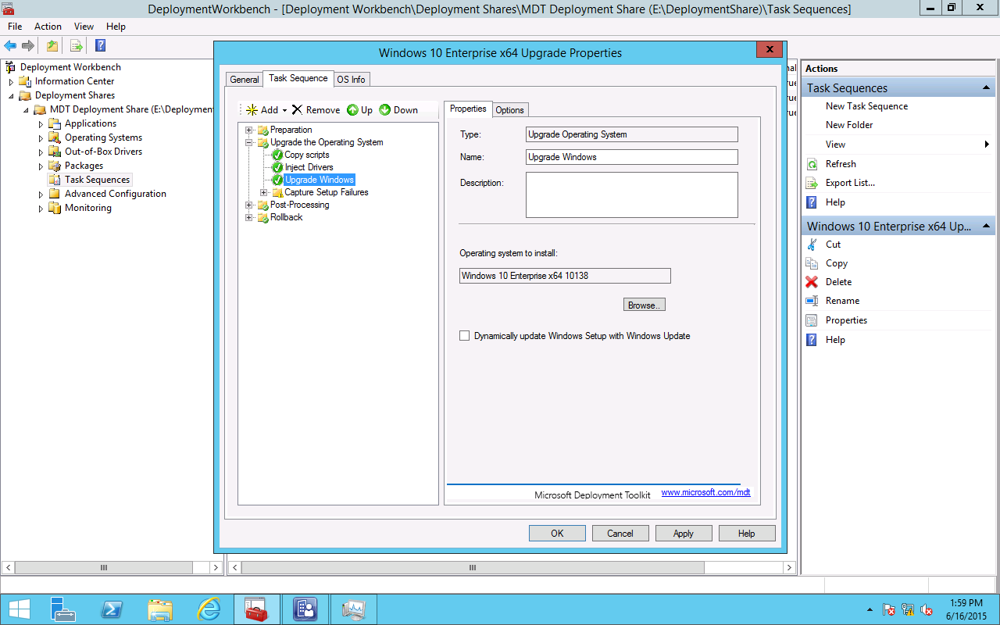 DeploymentWorkbench - [Deployment Workbench\Deployment Shares\MDT Deployment Share (E:\DeploymentShare)\Task Sequences]
File Action View Help
Deployment Workbench
Information Center
Deployment Shares
MDT Deployment Share (E:\Deploymen
Applications
Operating Systems
Out-of-Box Drivers
Packages
Task Sequences
Advanced Configuration
Monitoring
Windows 10 Enterprise x64 Upgrade Properties
General Task Sequence OS Info
Add Remove Up Down
Preparation
Upgrade the Operating System
Copy scripts
Inject Drivers
Upgrade Windows
Capture Setup Failures
Post-Processing
Rollback
Properties Options
Type: Upgrade Operating System
Name: Upgrade Windows
Description:
Operating system to install:
Windows 10 Enterprise x64 10138
Browse..
Dynamically update Windows Setup with Windows Update
Microsoft Deployment Toolkit www.microsoft.com/mdt
OK Cancel Apply Help
Actions
Task Sequences
New Task Sequence
New Folder
View
Refresh
Export List...
Help
Windows 10 Enterprise x64 Up...
Cut
Copy
Delete
Rename
Properties
Help
1:59 PM
6/16/2015